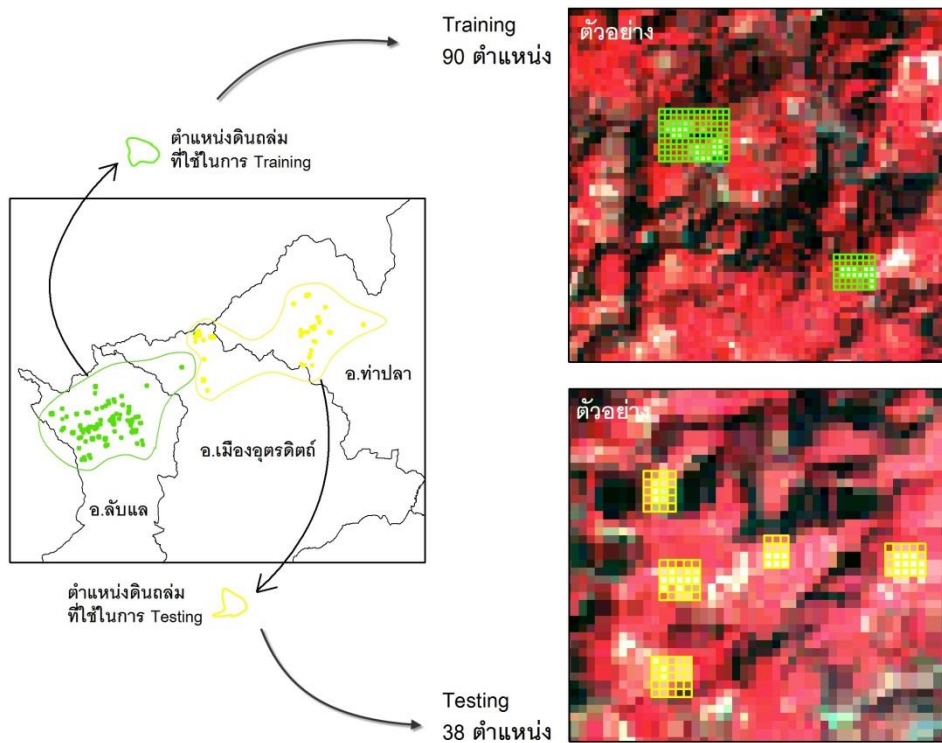 Training
90 ตำแหน่ง
ตัวอย่าง
ตำแหน่งดินถล่ม
ที่ใช้ในการ Training
อ.ท่าปลา
อ.เมืองอุตรดิตถ์
อ.ลับแล
ตัวอย่าง
ตำแหน่งดินถล่ม
ที่ใช้ในการ Testing
Testing
38 ตำแหน่ง